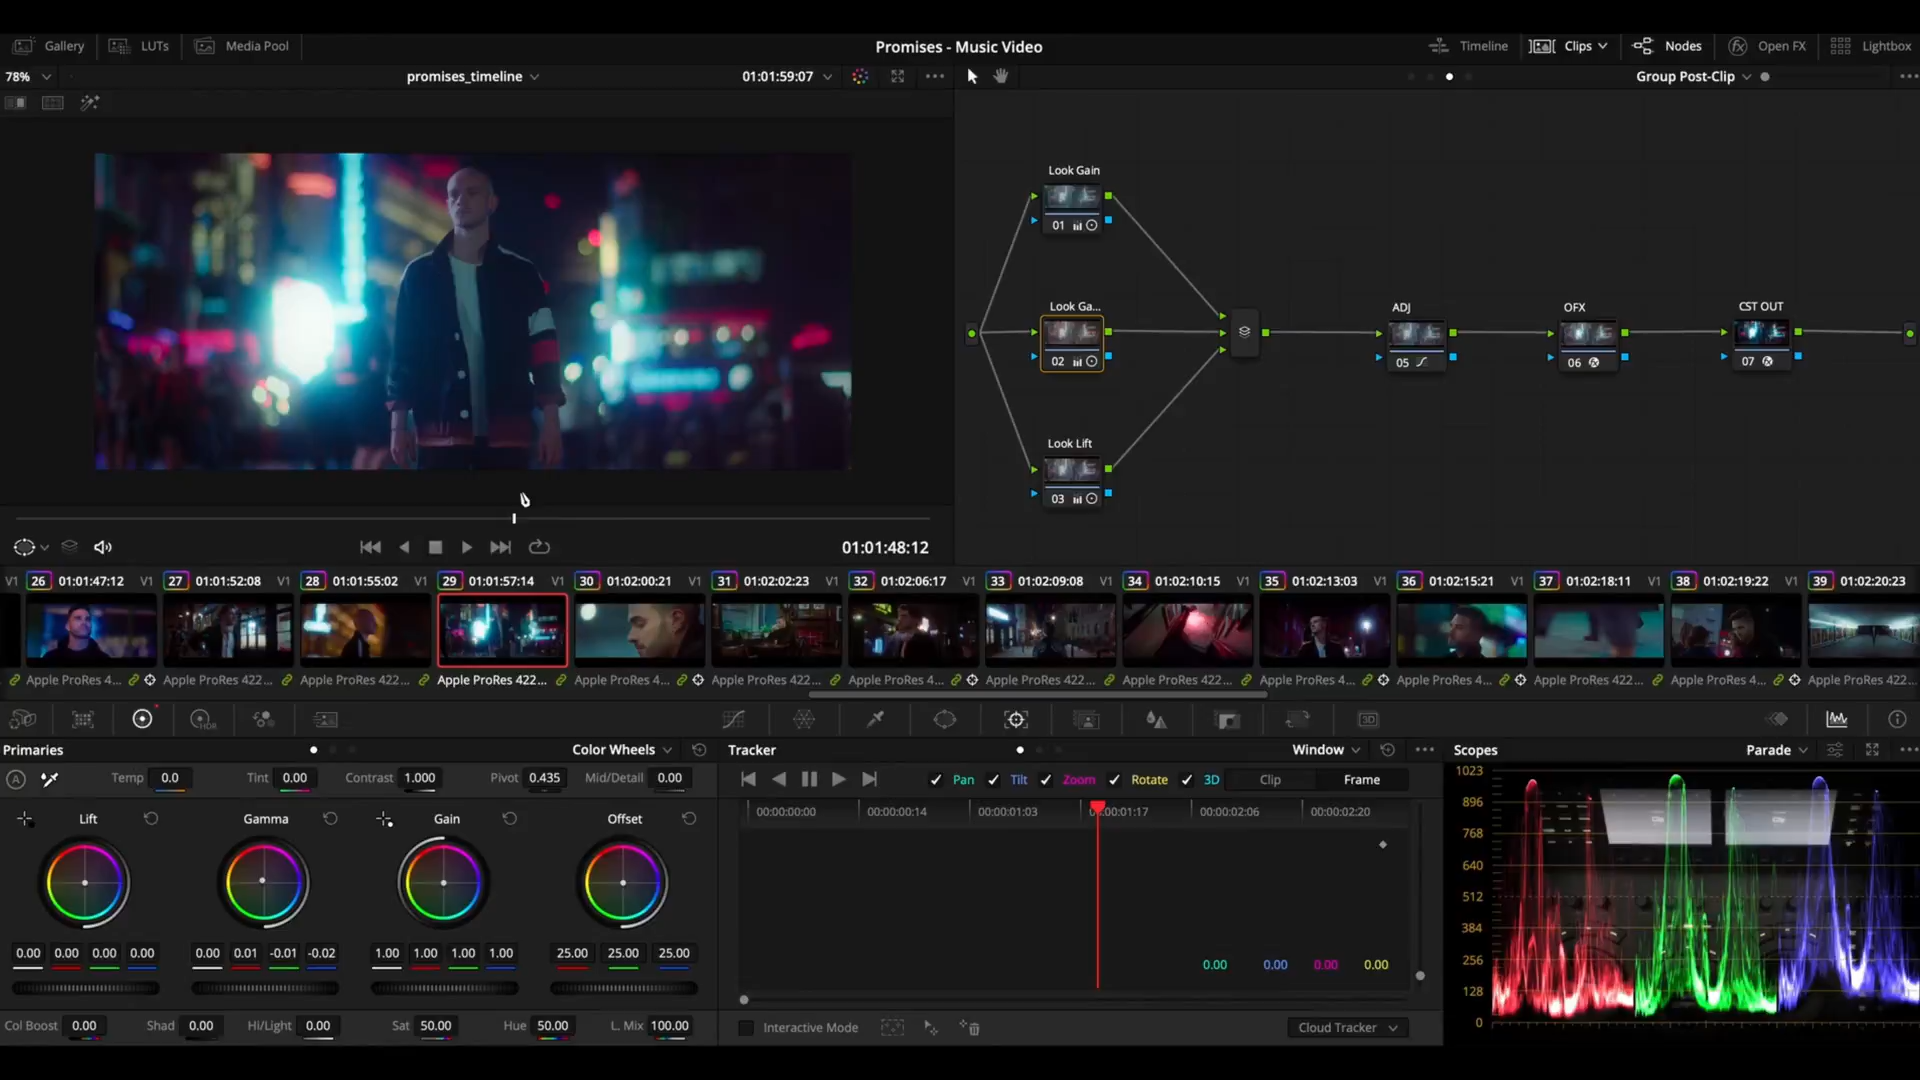 Gallery LUTs Media Pool Promises - Music Video Timeline Clips Nodes Open FX Lightbox
78% promises_timeline 01:01:59:07 Group Post-Clip
Look Gain
01
Look Ga...
02
Look Lift
03
ADJ
05
OFX
06
CST OUT
07
01:01:48:12
V1 26 01:01:47:12 V1 27 01:01:52:08 V1 28 01:01:55:02 V1 29 01:01:57:14 V1 30 01:02:00:21 V1 31 01:02:02:23 V1 32 01:02:06:17 V1 33 01:02:09:08 V1 34 01:02:10:15 V1 35 01:02:13:03 V1 36 01:02:15:21 V1 37 01:02:18:11 V1 38 01:02:19:22 V1 39 01:02:20:23
Apple ProRes 4... Apple ProRes 422... Apple ProRes 422... Apple ProRes 422... Apple ProRes 4... Apple ProRes 422... Apple ProRes 4... Apple ProRes 422... Apple ProRes 422... Apple ProRes 4... Apple ProRes 4... Apple ProRes 422... Apple ProRes 4... Apple ProRes 422...
HDR 3D
Primaries Color Wheels
A Temp 0.0 Tint 0.00 Contrast 1.000 Pivot 0.435 Mid/Detail 0.00
Lift Gamma Gain Offset
0.00 0.00 0.00 0.00 0.00 0.01 -0.01 -0.02 1.00 1.00 1.00 1.00 25.00 25.00 25.00
Col Boost 0.00 Shad 0.00 Hi/Light 0.00 Sat 50.00 Hue 50.00 L. Mix 100.00
Tracker Window
Pan Tilt Zoom Rotate 3D Clip Frame
00:00:00:00 00:00:00:14 00:00:01:03 00:00:01:17 00:00:02:06 00:00:02:20
0.00 0.00 0.00 0.00
Interactive Mode Cloud Tracker
Scopes Parade
1023
896
768
640
512
384
256
128
0